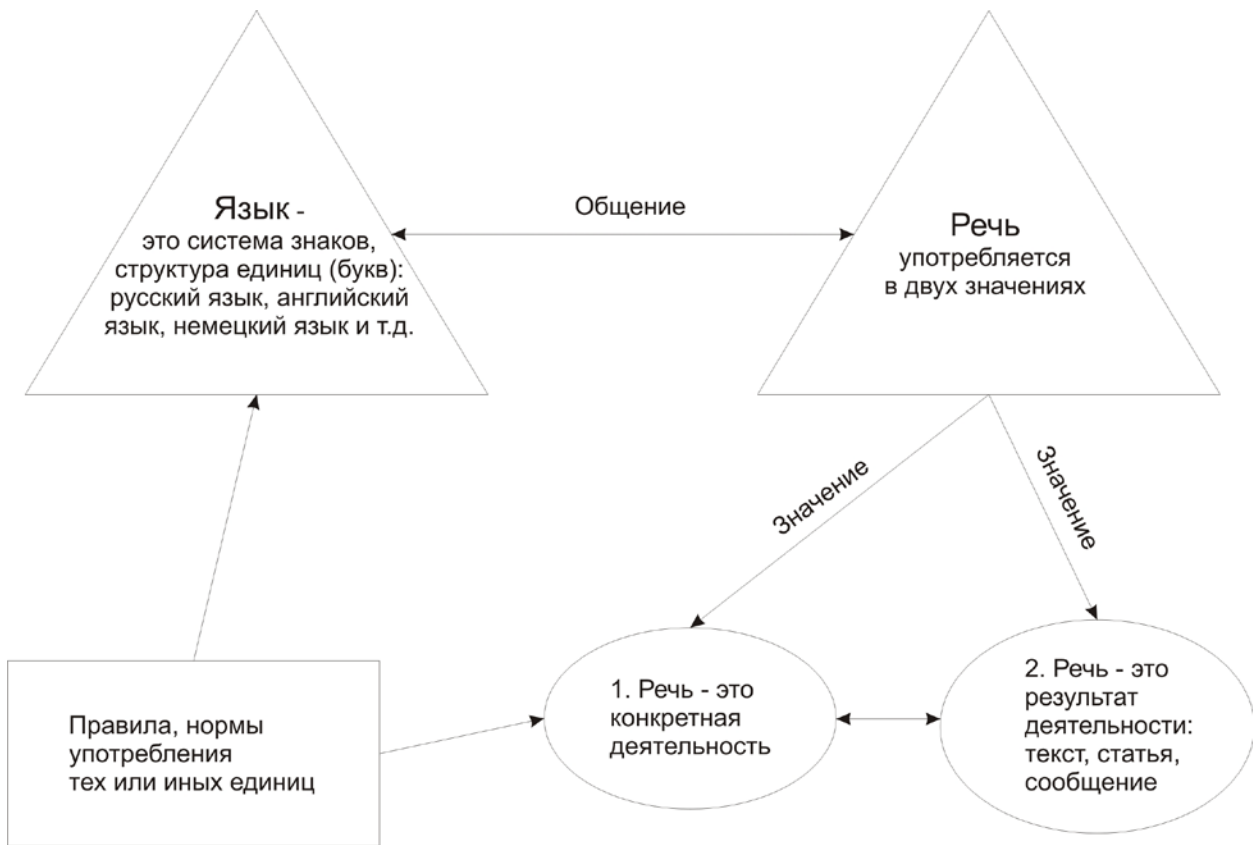 Язык -
это система знаков,
структура единиц (букв):
русский язык, английский
язык, немецкий язык и т.д.
Общение
Речь
употребляется
в двух значениях
Значение
Значение
Правила, нормы
употребления
тех или иных единиц
1. Речь - это
конкретная
деятельность
2. Речь - это
результат
деятельности:
текст, статья,
сообщение